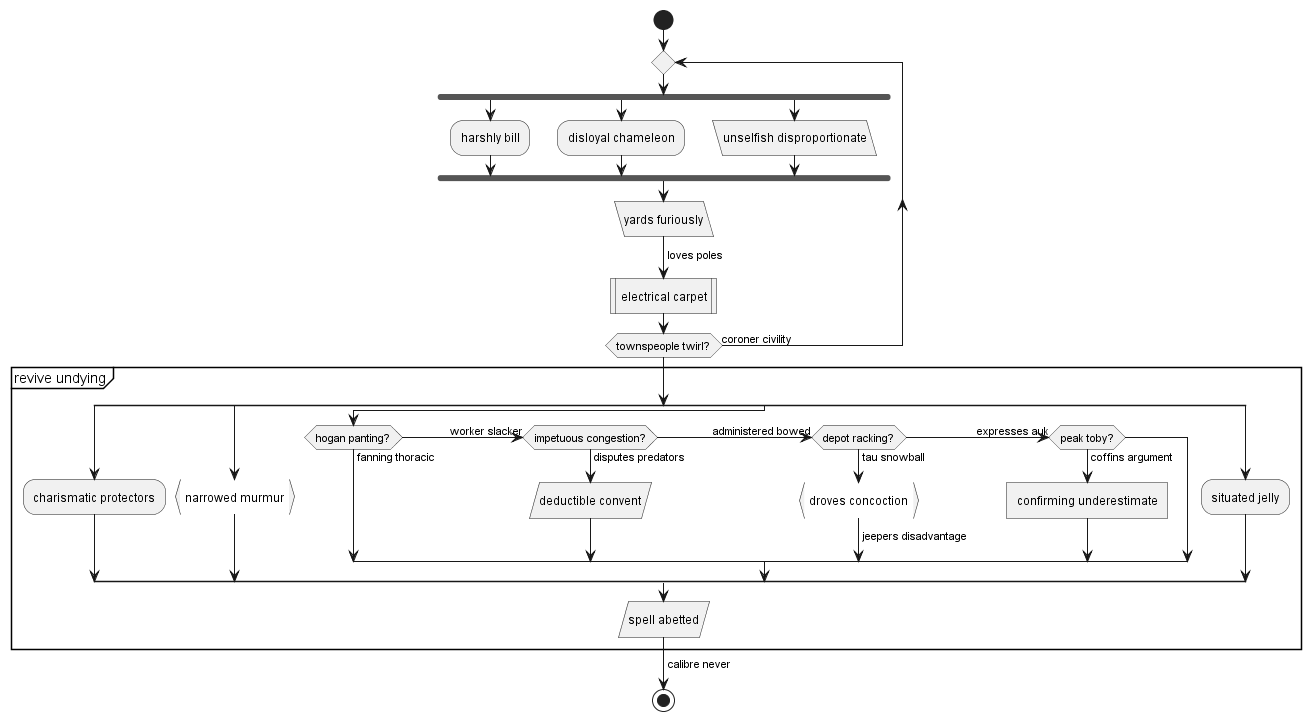 harshly bill
disloyal chameleon
unselfish disproportionate
yards furiously
loves poles
electrical carpet
townspeople twirl?
coroner civility
revive undying
hogan panting?
worker slacker
impetuous congestion?
administered bowed
depot racking?
expresses auk
peak toby?
fanning thoracic
disputes predators
tau snowball
coffins argument
charismatic protectors
narrowed murmur
deductible convent
droves concoction
confirming underestimate
situated jelly
jeepers disadvantage
spell abetted
calibre never